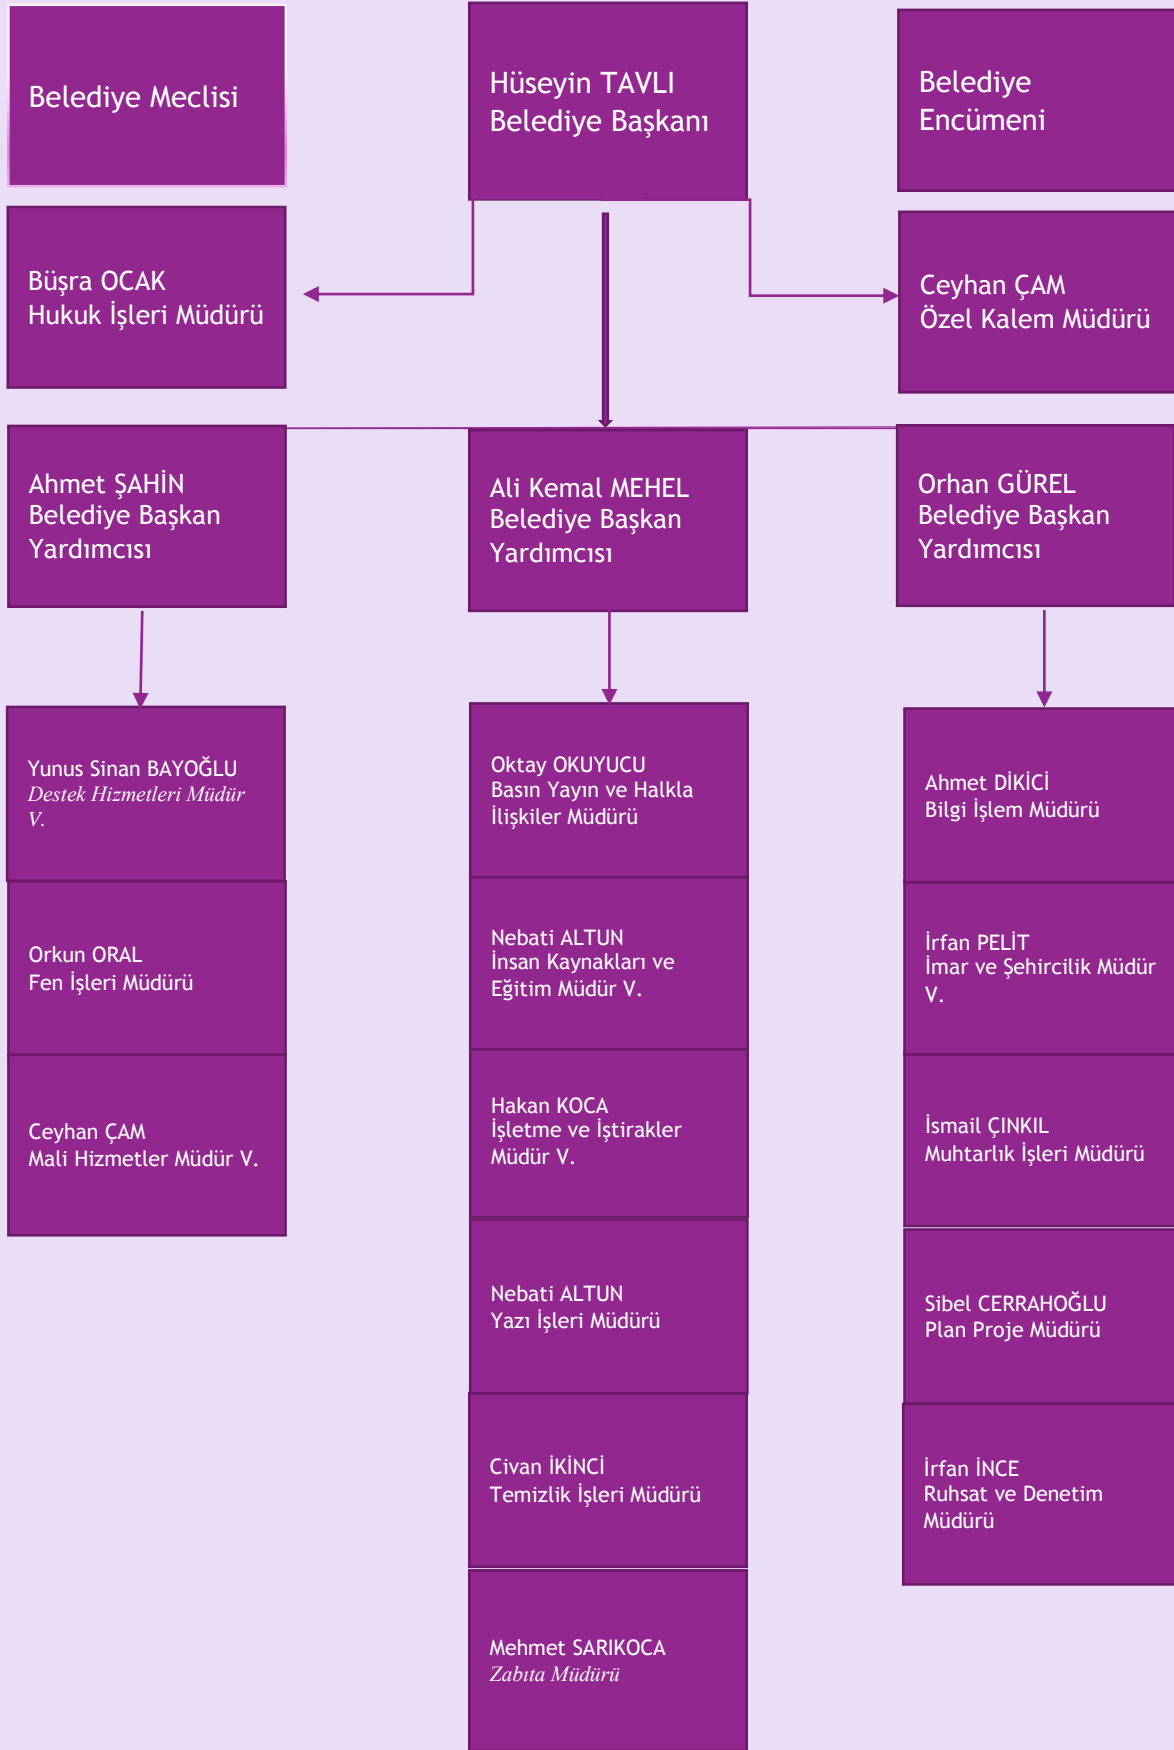 Belediye Meclisi
Hüseyin TAVLI
Belediye Başkanı
Belediye
Encümeni
Büşra OCAK
Hukuk İşleri Müdürü
Ceyhan ÇAM
Özel Kalem Müdürü
Ahmet ŞAHİN
Belediye Başkan
Yardımcısı
Ali Kemal MEHEL
Belediye Başkan
Yardımcısı
Orhan GÜREL
Belediye Başkan
Yardımcısı
Yunus Sinan BAYOĞLU
Destek Hizmetleri Müdür
V.
Orkun ORAL
Fen İşleri Müdürü
Ceyhan ÇAM
Mali Hizmetler Müdür V.
Oktay OKUYUCU
Basın Yayın ve Halkla
İlişkiler Müdürü
Nebati ALTUN
İnsan Kaynakları ve
Eğitim Müdür V.
Hakan KOCA
İşletme ve İştirakler
Müdür V.
Nebati ALTUN
Yazı İşleri Müdürü
Civan İKİNCİ
Temizlik İşleri Müdürü
Mehmet SARIKOCA
Zabıta Müdürü
Ahmet DİKİCİ
Bilgi İşlem Müdürü
İrfan PELİT
İmar ve Şehircilik Müdür
V.
İsmail ÇINKIL
Muhtarlık İşleri Müdürü
Sibel CERRAHOĞLU
Plan Proje Müdürü
İrfan İNCE
Ruhsat ve Denetim
Müdürü